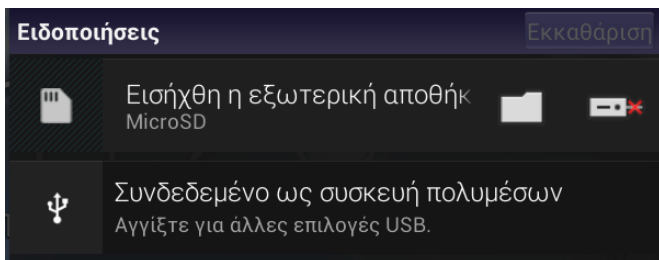 Ειδοποιήσεις
Εκκαθάριση
Εισήχθη η εξωτερική αποθήκ
MicroSD
Συνδεδεμένο ως συσκευή πολυμέσων
Αγγίξτε για άλλες επιλογές USB.